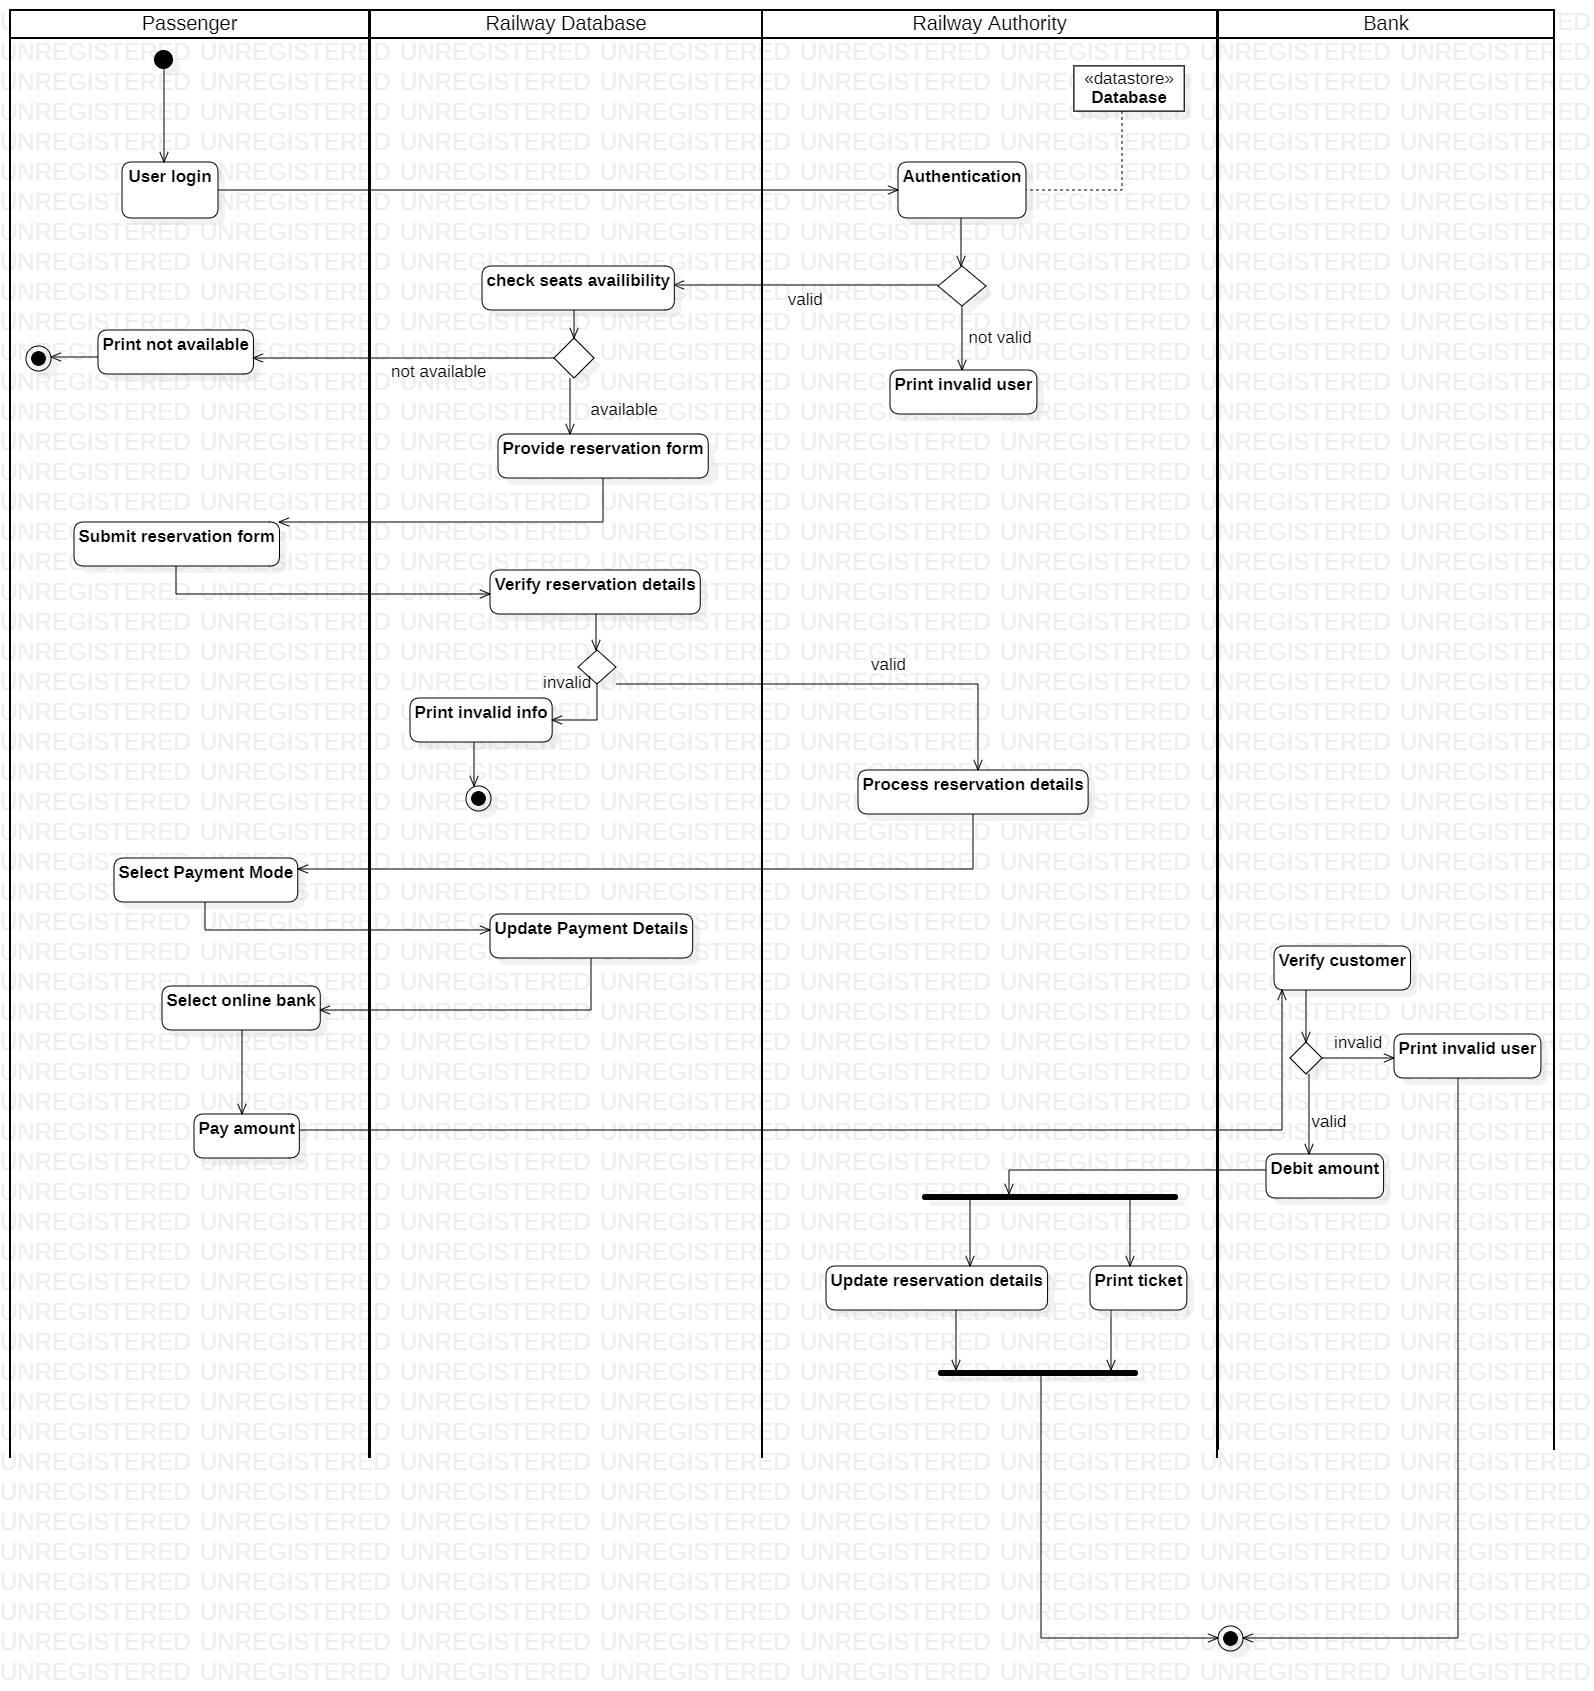 Passenger
Railway Database
Railway Authority
Bank
«datastore»
Database
User login
Authentication
check seats availibility
valid
Print not available
not available
not valid
Print invalid user
available
Provide reservation form
Submit reservation form
Verify reservation details
invalid
valid
Print invalid info
Process reservation details
Select Payment Mode
Update Payment Details
Verify customer
Select online bank
invalid
Print invalid user
Pay amount
valid
Debit amount
Update reservation details
Print ticket
UNREGISTERED